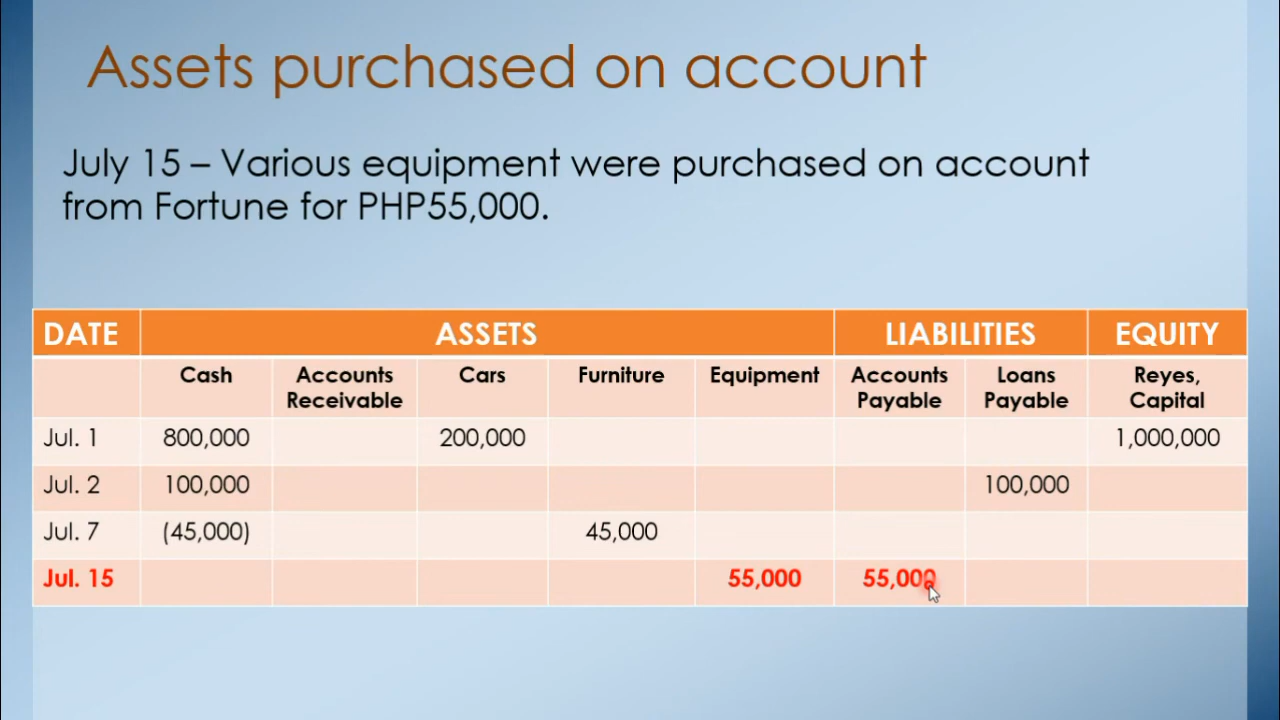 Assets purchased on account
July 15 – Various equipment were purchased on account
from Fortune for PHP55,000.
DATE ASSETS LIABILITIES EQUITY
Cash Accounts Receivable Cars Furniture Equipment Accounts Payable Loans Payable Reyes, Capital
Jul. 1 800,000 200,000 1,000,000
Jul. 2 100,000 100,000
Jul. 7 (45,000) 45,000
Jul. 15 55,000 55,000